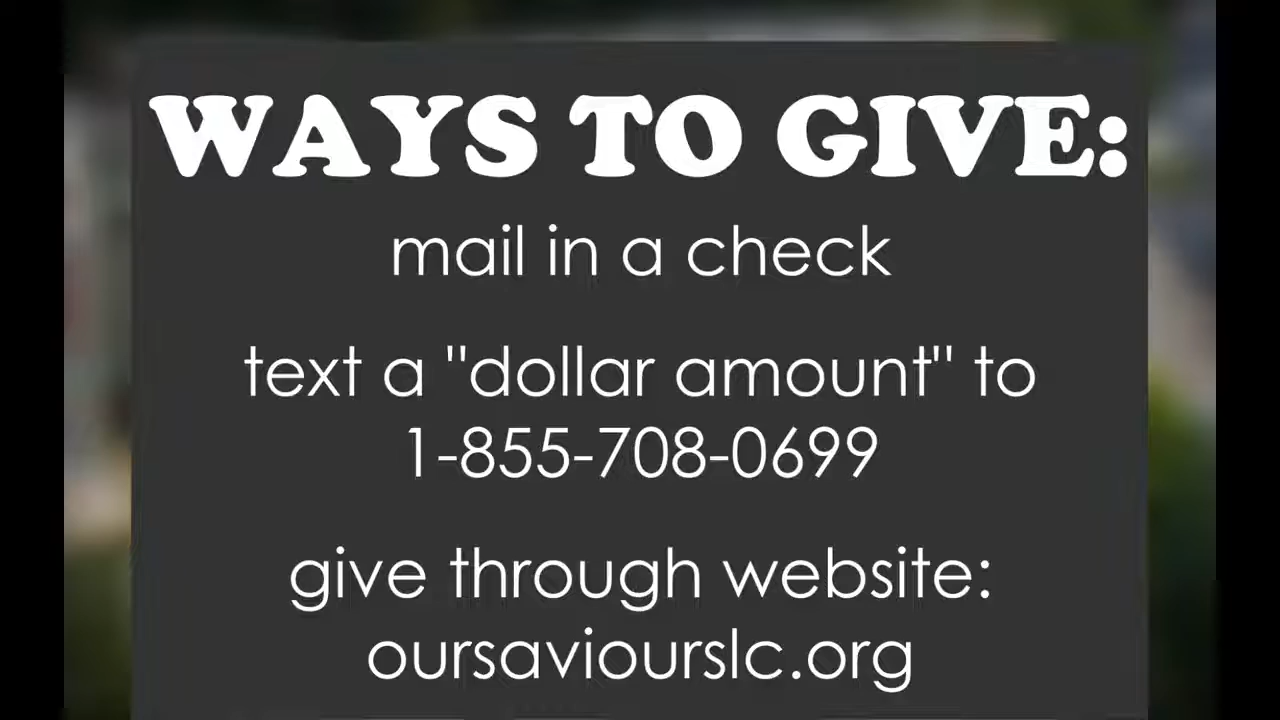 WAYS TO GIVE:
mail in a check
text a "dollar amount" to
1-855-708-0699
give through website:
oursaviourslc.org